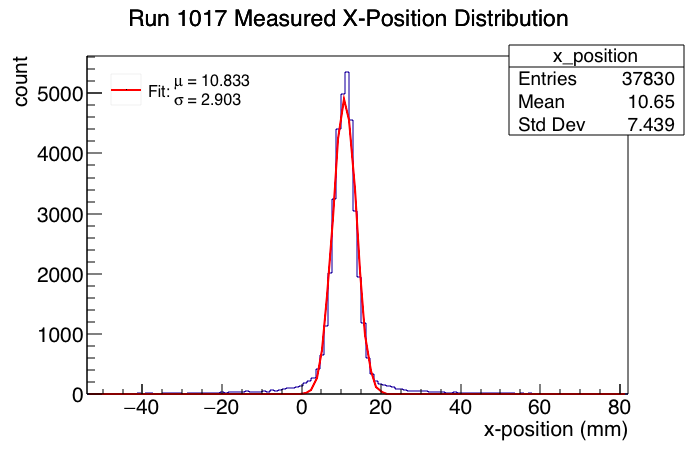 Run 1017 Measured X-Position Distribution
count
x_position
Entries 37830
Mean 10.65
Std Dev 7.439
Fit: μ = 10.833
σ = 2.903
5000
4000
3000
2000
1000
0
−40 −20 0 20 40 60 80
x-position (mm)